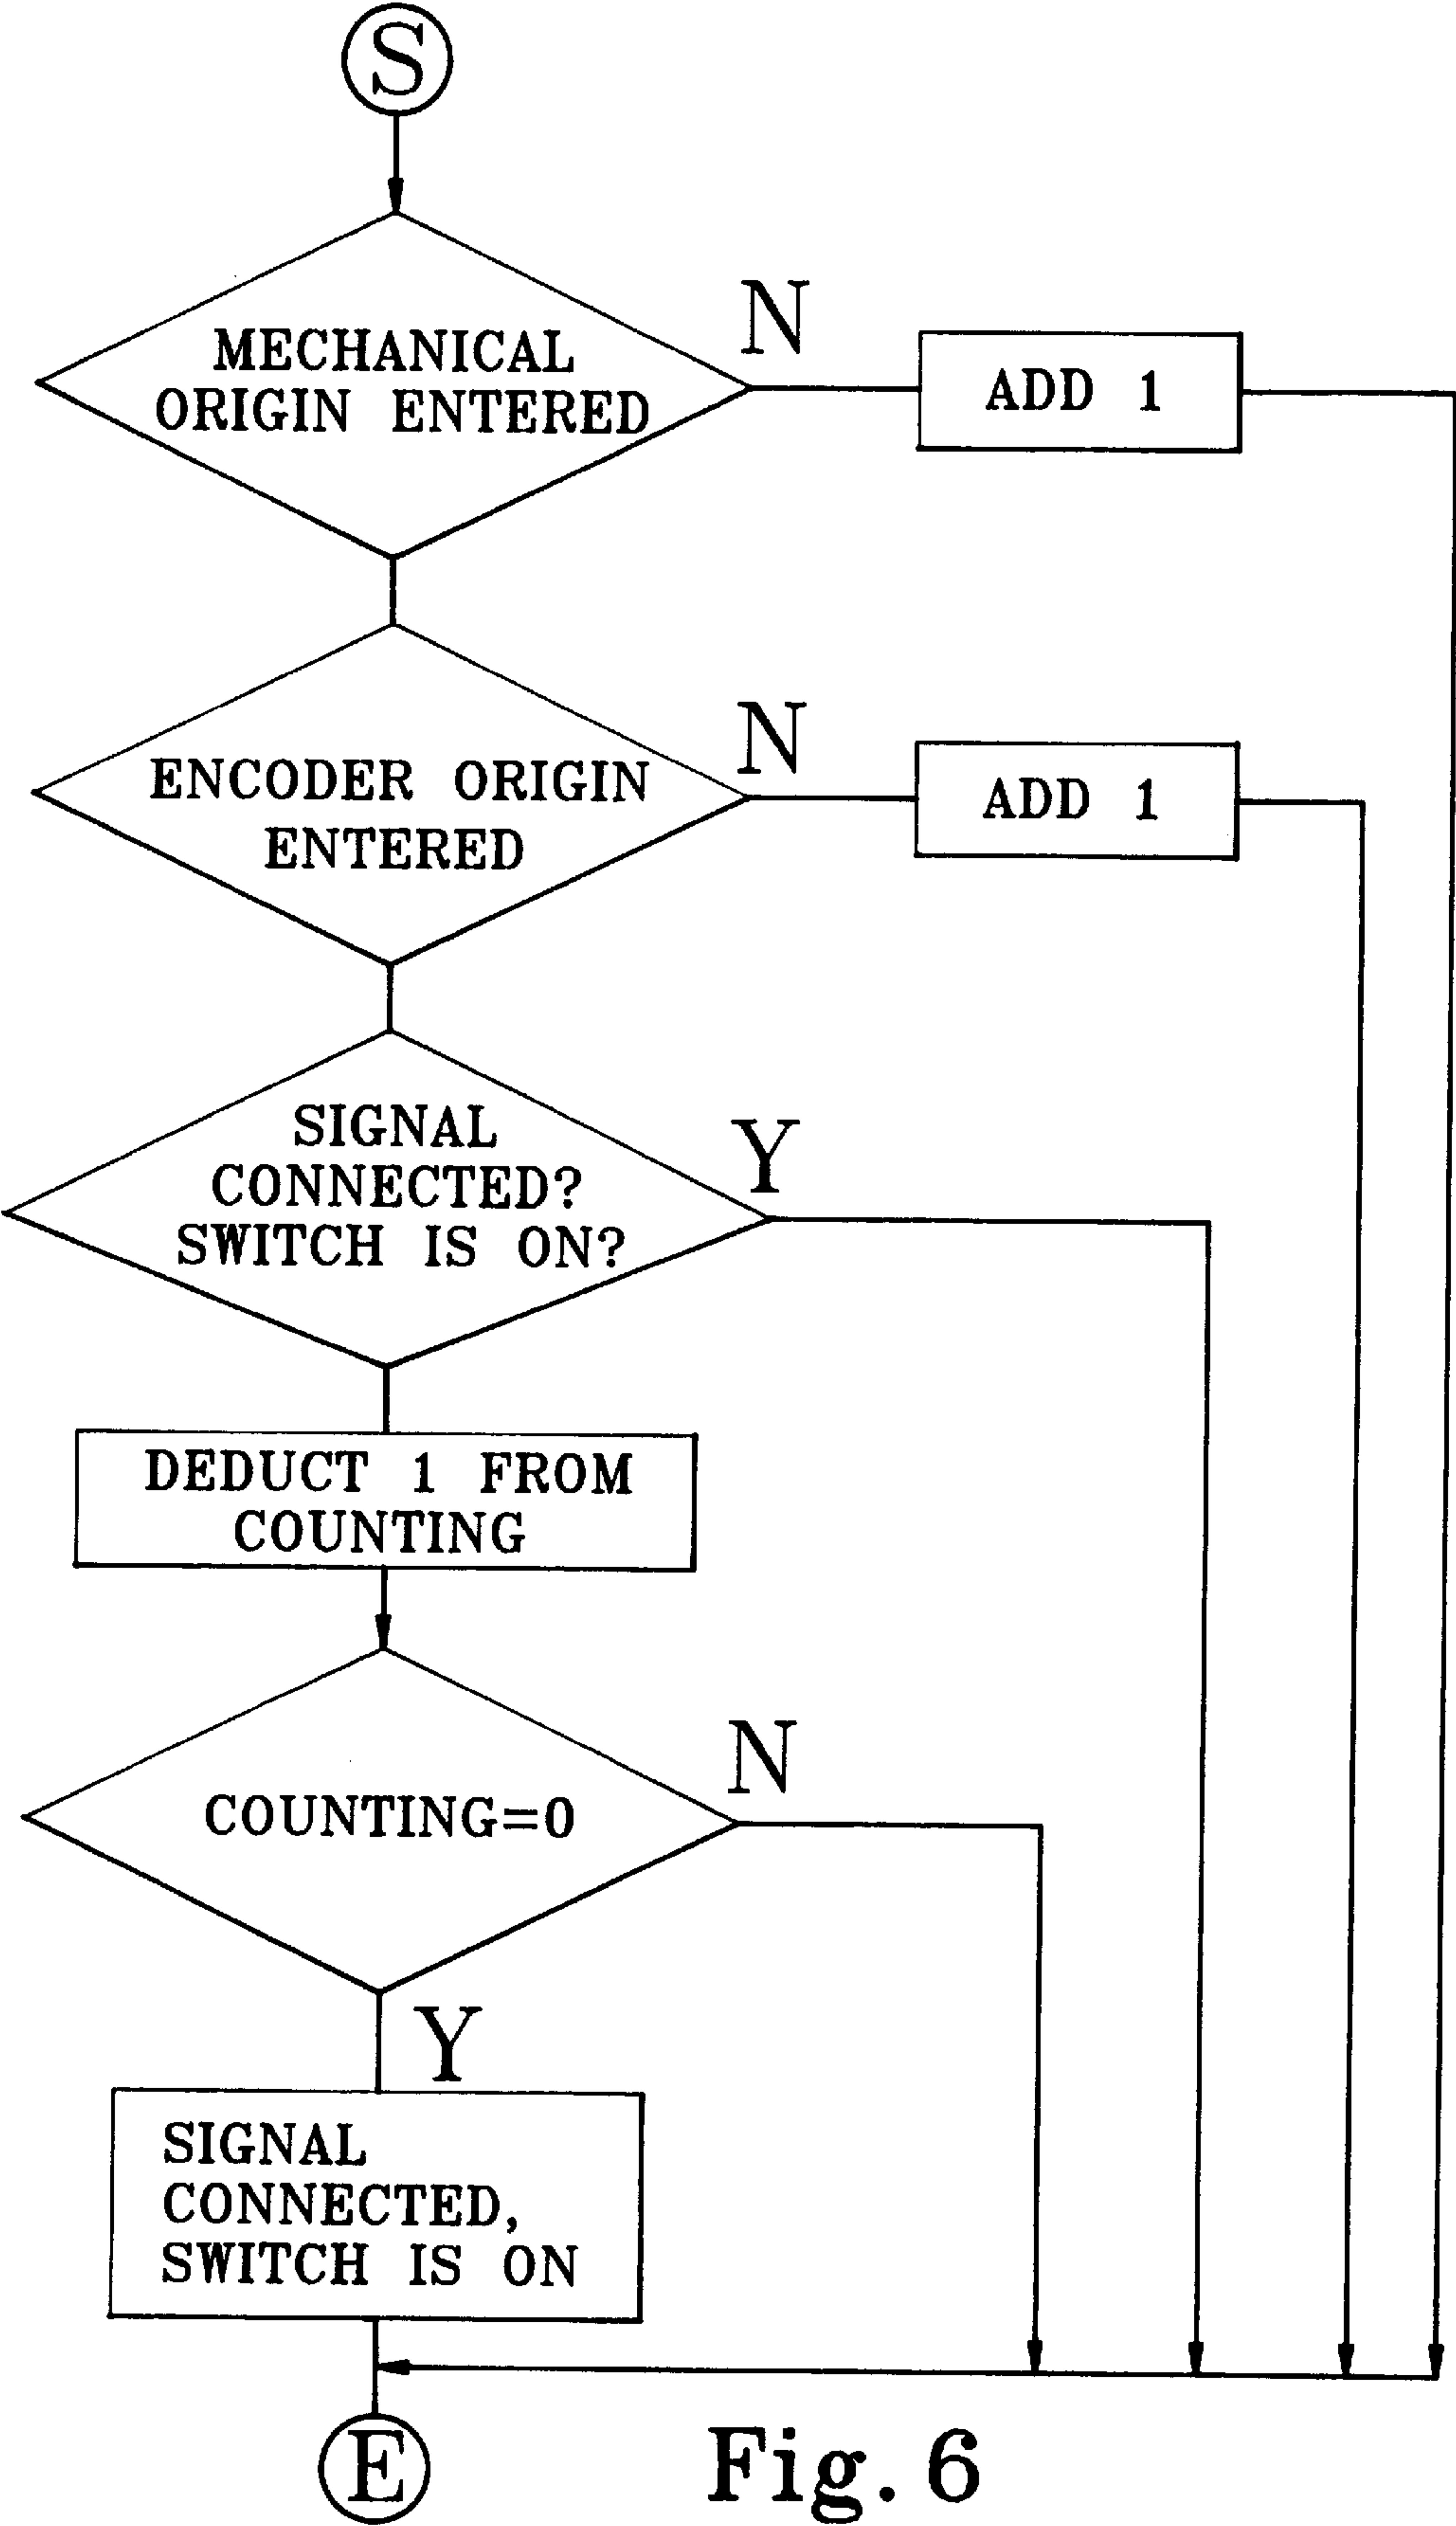 S
MECHANICAL
ORIGIN ENTERED
N
ADD 1
ENCODER ORIGIN
ENTERED
N
ADD 1
SIGNAL
CONNECTED?
SWITCH IS ON?
Y
DEDUCT 1 FROM
COUNTING
COUNTING=0
N
Y
SIGNAL
CONNECTED,
SWITCH IS ON
E
Fig. 6